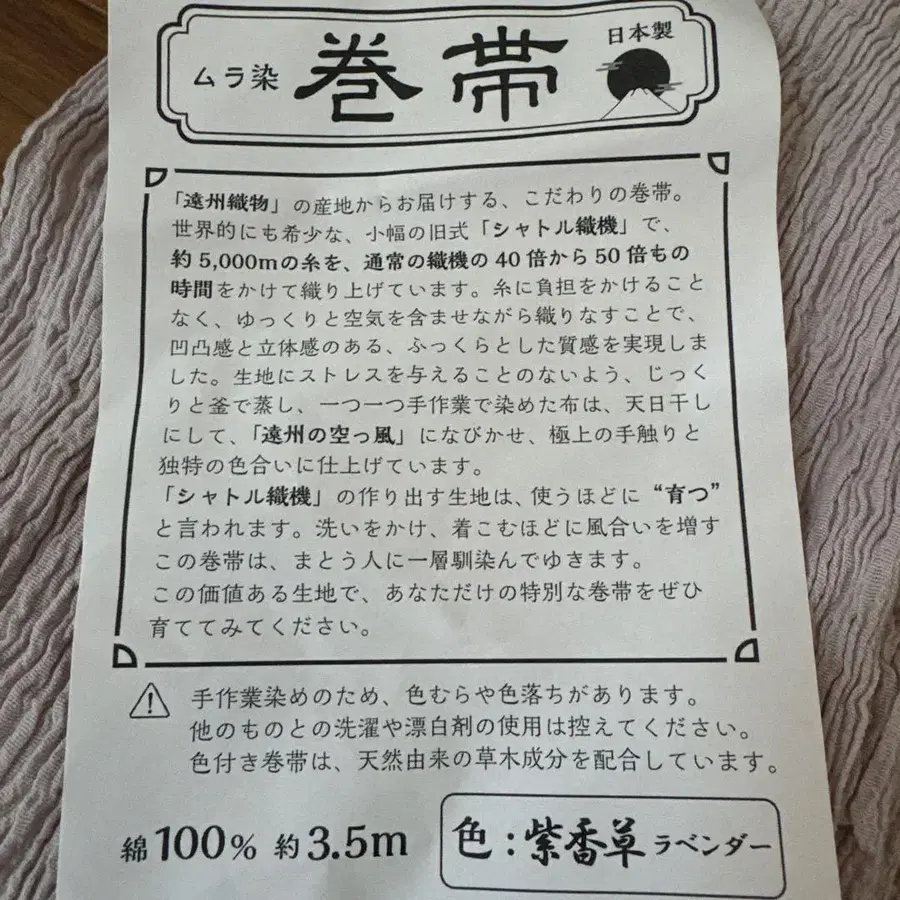 ムラ染 巻帯 日本製
「遠州織物」の産地からお届けする、こだわりの巻帯。
世界的にも希少な、小幅の旧式「シャトル織機」で、
約5,000mの糸を、通常の織機の40倍から50倍もの
時間をかけて織り上げています。糸に負担をかけること
なく、ゆっくりと空気を含ませながら織りなすことで、
凹凸感と立体感のある、ふっくらとした質感を実現しま
した。生地にストレスを与えることのないよう、じっく
りと釜で蒸し、一つ一つ手作業で染めた布は、天日干し
にして、「遠州の空っ風」になびかせ、極上の手触りと
独特の色合いに仕上げています。
「シャトル織機」の作り出す生地は、使うほどに“育つ”
と言われます。洗いをかけ、着こむほどに風合いを増す
この巻帯は、まとう人に一層馴染んでゆきます。
この価値ある生地で、あなただけの特別な巻帯をぜひ
育ててみてください。
手作業染めのため、色むらや色落ちがあります。
他のものとの洗濯や漂白剤の使用は控えてください。
色付き巻帯は、天然由来の草木成分を配合しています。
綿100% 約3.5m 色:紫香草ラベンダー